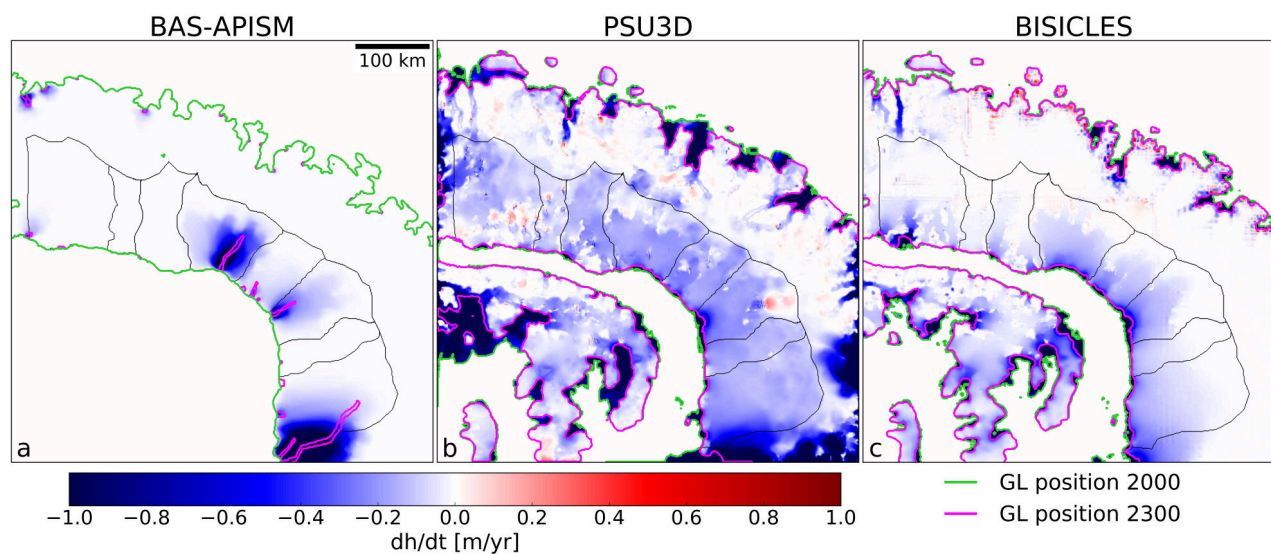 BAS-APISM
PSU3D
BISICLES
100 km
a
b
c
−1.0 −0.8 −0.6 −0.4 −0.2 0.0 0.2 0.4 0.6 0.8 1.0
dh/dt [m/yr]
GL position 2000
GL position 2300